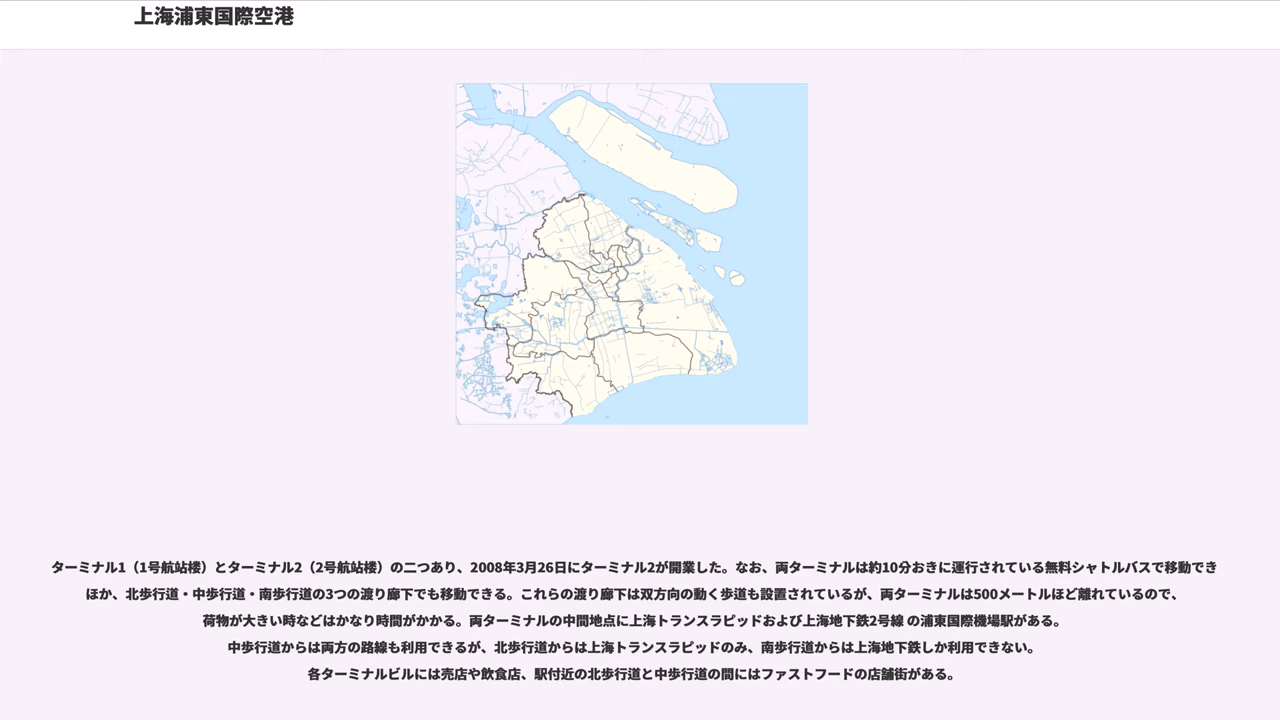 上海浦東国際空港
ターミナル1（1号航站楼）とターミナル2（2号航站楼）の二つあり、2008年3月26日にターミナル2が開業した。なお、両ターミナルは約10分おきに運行されている無料シャトルバスで移動でき
ほか、北歩行道・中歩行道・南歩行道の3つの渡り廊下でも移動できる。これらの渡り廊下は双方向の動く歩道も設置されているが、両ターミナルは500メートルほど離れているので、
荷物が大きい時などはかなり時間がかかる。両ターミナルの中間地点に上海トランスラピッドおよび上海地下鉄2号線 の浦東国際機場駅がある。
中歩行道からは両方の路線も利用できるが、北歩行道からは上海トランスラピッドのみ、南歩行道からは上海地下鉄しか利用できない。
各ターミナルビルには売店や飲食店、駅付近の北歩行道と中歩行道の間にはファストフードの店舗街がある。